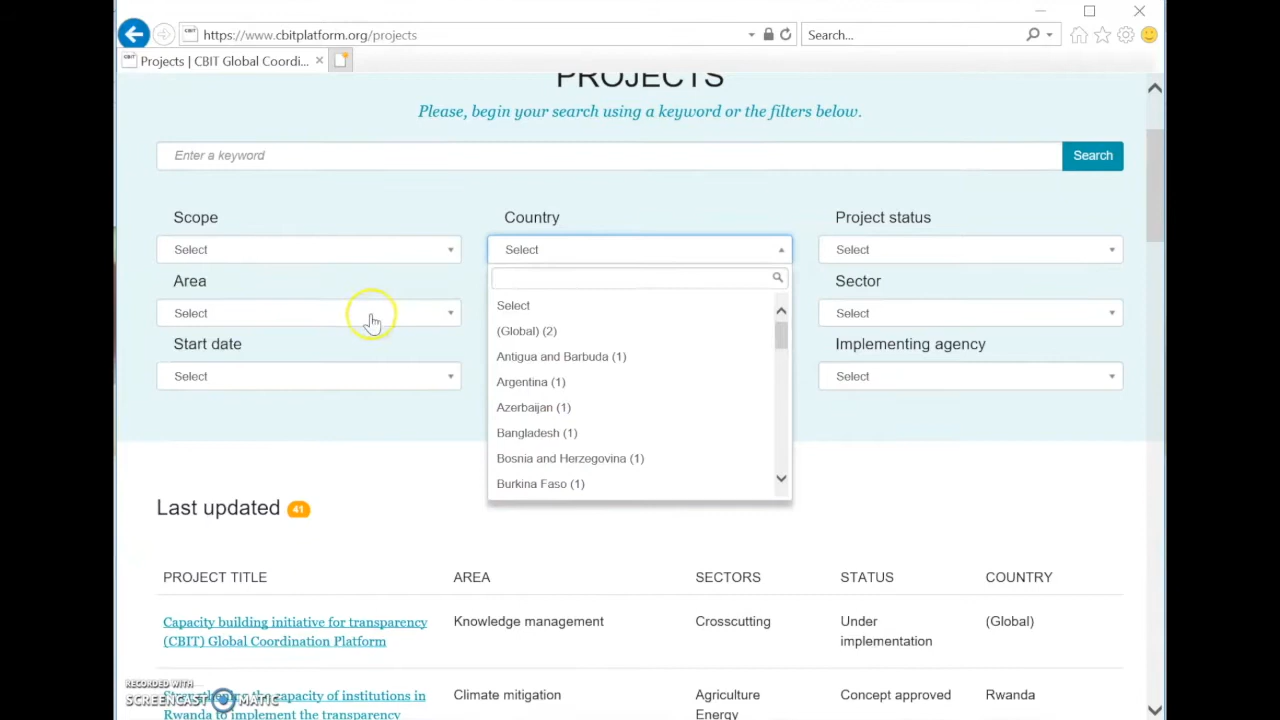 https://www.cbitplatform.org/projects
Search...
CBIT Projects | CBIT Global Coordi...
PROJECTS
Please, begin your search using a keyword or the filters below.
Enter a keyword
Search
Scope
Country
Project status
Select
Select
Select
Area
Sector
Select
Select
Start date
Implementing agency
Select
Select
Select
(Global) (2)
Antigua and Barbuda (1)
Argentina (1)
Azerbaijan (1)
Bangladesh (1)
Bosnia and Herzegovina (1)
Burkina Faso (1)
Last updated 41
PROJECT TITLE AREA SECTORS STATUS COUNTRY
Capacity building initiative for transparency
(CBIT) Global Coordination Platform
Knowledge management
Crosscutting
Under
implementation
(Global)
Strengthening the capacity of institutions in
Rwanda to implement the transparency
Climate mitigation
Agriculture
Energy
Concept approved
Rwanda
RECORDED WITH
SCREENCAST MATIC